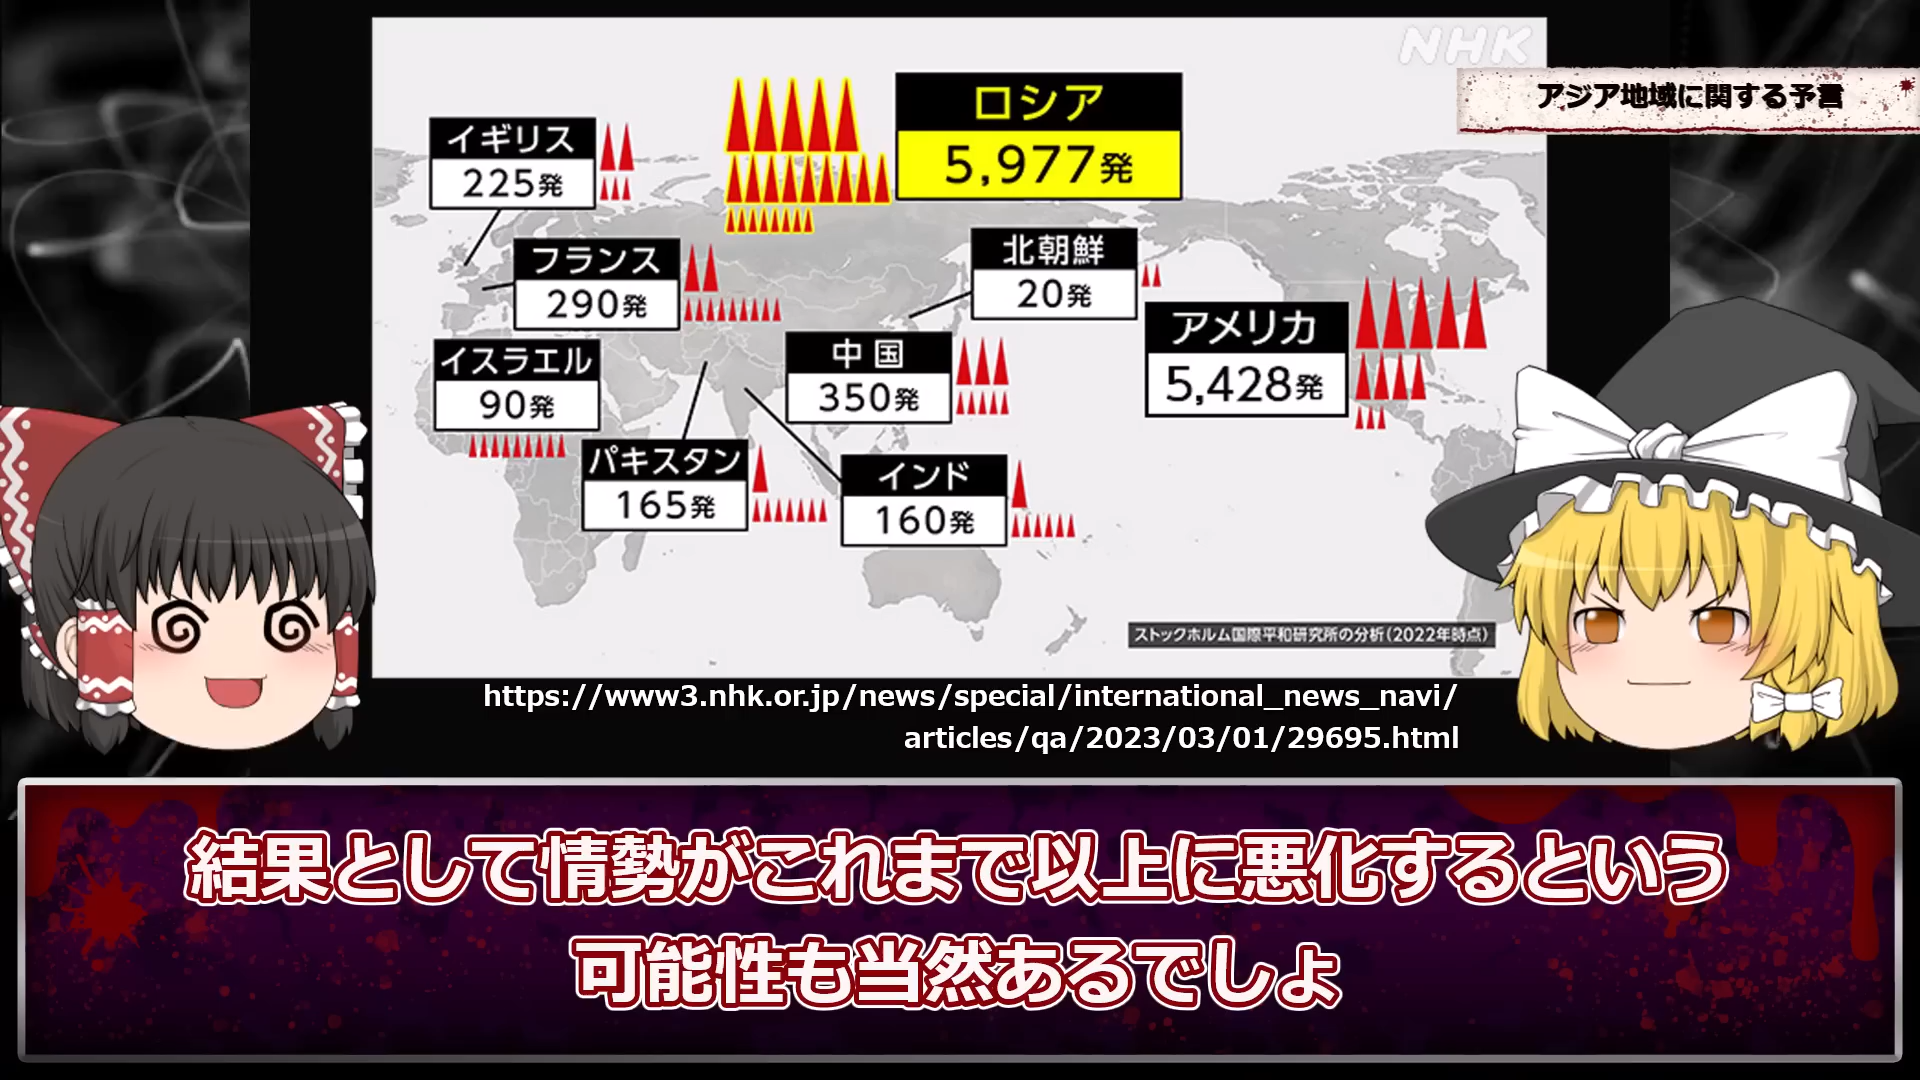 NHK
アジア地域に関する予言
ロシア
5,977発
イギリス
225発
フランス
290発
北朝鮮
20発
アメリカ
5,428発
イスラエル
90発
中国
350発
パキスタン
165発
インド
160発
ストックホルム国際平和研究所の分析(2022年時点)
https://www3.nhk.or.jp/news/special/international_news_navi/
articles/qa/2023/03/01/29695.html
結果として情勢がこれまで以上に悪化するという
可能性も当然あるでしょ